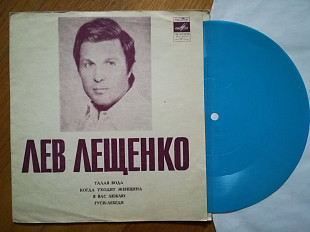 ЛЕВ ЛЕЩЕНКО
ТАЛАЯ ВОДА
КОГДА УХОДИТ ЖЕНЩИНА
Я ВАС ЛЮБЛЮ
ГУСИ-ЛЕБЕДИ